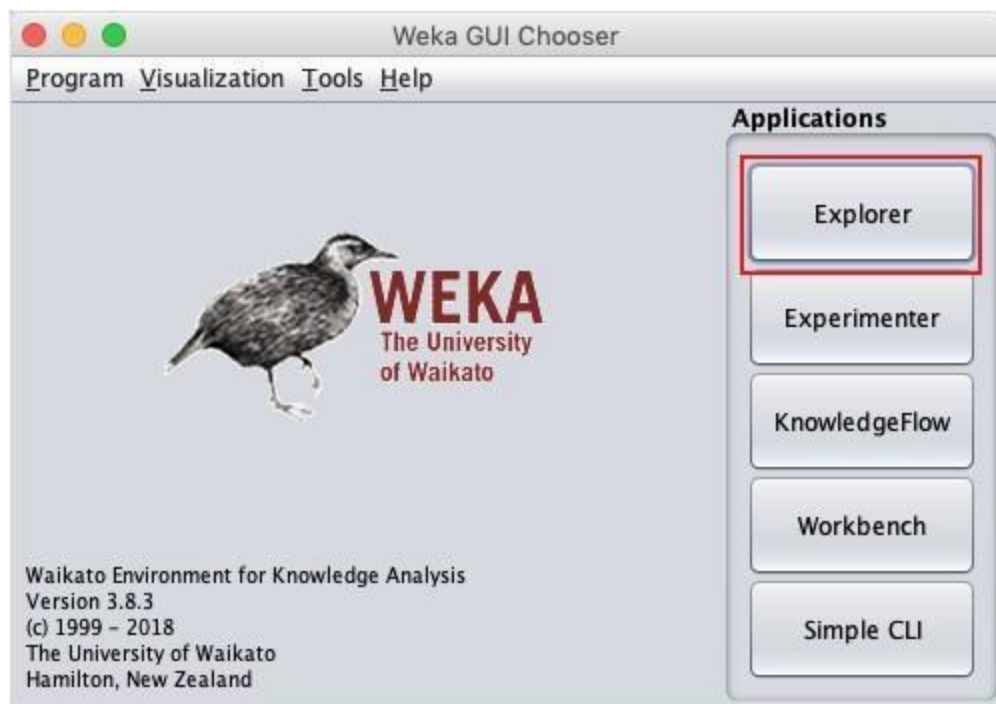 Weka GUI Chooser
Program Visualization Tools Help
Applications
Explorer
Experimenter
KnowledgeFlow
Workbench
Simple CLI
WEKA
The University
of Waikato
Waikato Environment for Knowledge Analysis
Version 3.8.3
(c) 1999 – 2018
The University of Waikato
Hamilton, New Zealand